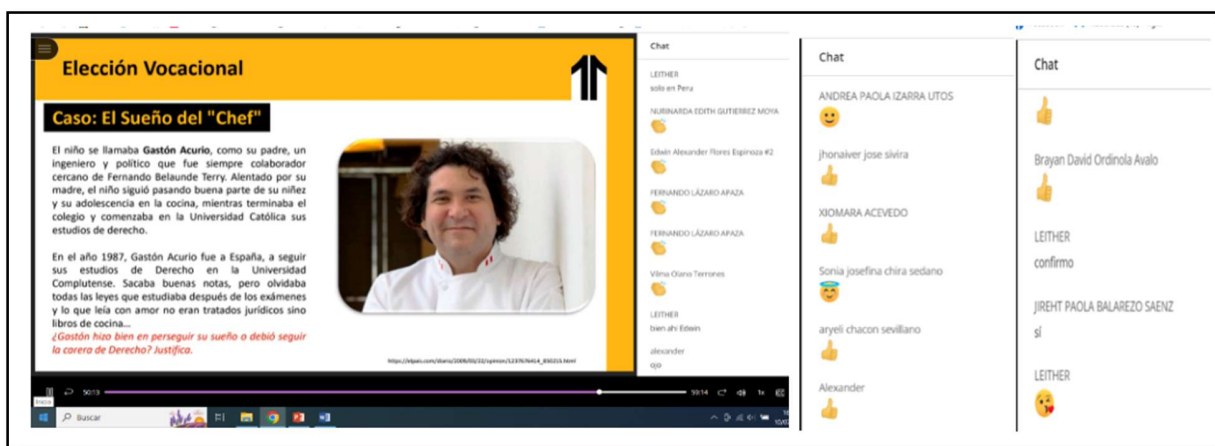 Elección Vocacional
Caso: El Sueño del "Chef"
El niño se llamaba Gastón Acurio, como su padre, un
ingeniero y político que fue siempre colaborador
cercano de Fernando Belaunde Terry. Alentado por su
madre, el niño siguió pasando buena parte de su niñez
y su adolescencia en la cocina, mientras terminaba el
colegio y comenzaba en la Universidad Católica sus
estudios de derecho.
En el año 1987, Gastón Acurio fue a España, a seguir
sus estudios de Derecho en la Universidad
Complutense. Sacaba buenas notas, pero olvidaba
todas las leyes que estudiaba después de los exámenes
y lo que leía con amor no eran tratados jurídicos sino
libros de cocina...
¿Gastón hizo bien en perseguir su sueño o debió seguir
la carera de Derecho? Justifica.
50:13
59:14
1x
Inicio
Buscar
Chat
LEITHER
solo en Peru
NURINARDA EDITH GUTIERREZ MOYA
Edwin Alexander Flores Espinoza #2
FERNANDO LÁZARO APAZA
FERNANDO LÁZARO APAZA
Vilma Olano Terrones
LEITHER
bien ahi Edwin
alexander
ojo
Chat
ANDREA PAOLA IZARRA UTOS
jhonaiver jose sivira
XIOMARA ACEVEDO
Sonia josefina chira sedano
aryeli chacon sevillano
Alexander
Chat
Brayan David Ordinola Avalo
LEITHER
confirmo
JIREHT PAOLA BALAREZO SAENZ
sí
LEITHER